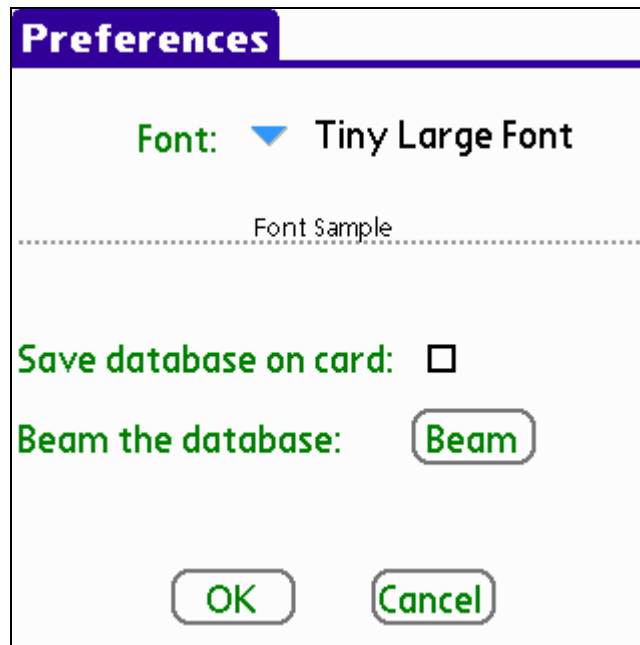 Preferences
Font: Tiny Large Font
Font Sample
Save database on card:
Beam the database: Beam
OK Cancel